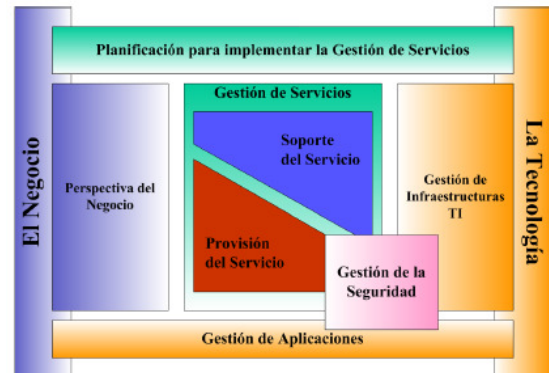 Planificación para implementar la Gestión de Servicios
El Negocio
Perspectiva del
Negocio
Gestión de Servicios
Soporte
del Servicio
Provisión
del Servicio
Gestión de la
Seguridad
Gestión de
Infraestructuras
TI
La Tecnología
Gestión de Aplicaciones